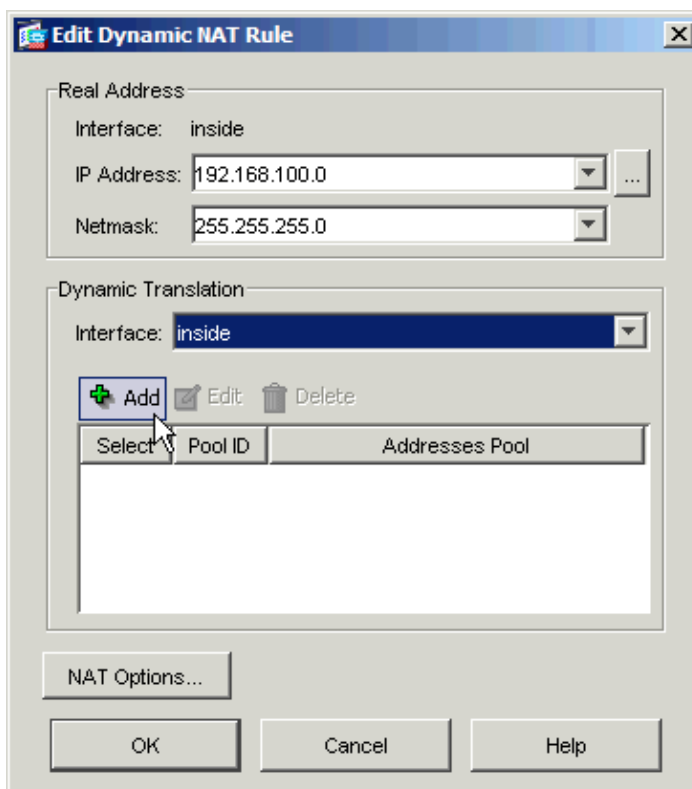 Edit Dynamic NAT Rule
Real Address
Interface: inside
IP Address: 192.168.100.0 ...
Netmask: 255.255.255.0
Dynamic Translation
Interface: inside
Add Edit Delete
Select Pool ID Addresses Pool
NAT Options...
OK Cancel Help